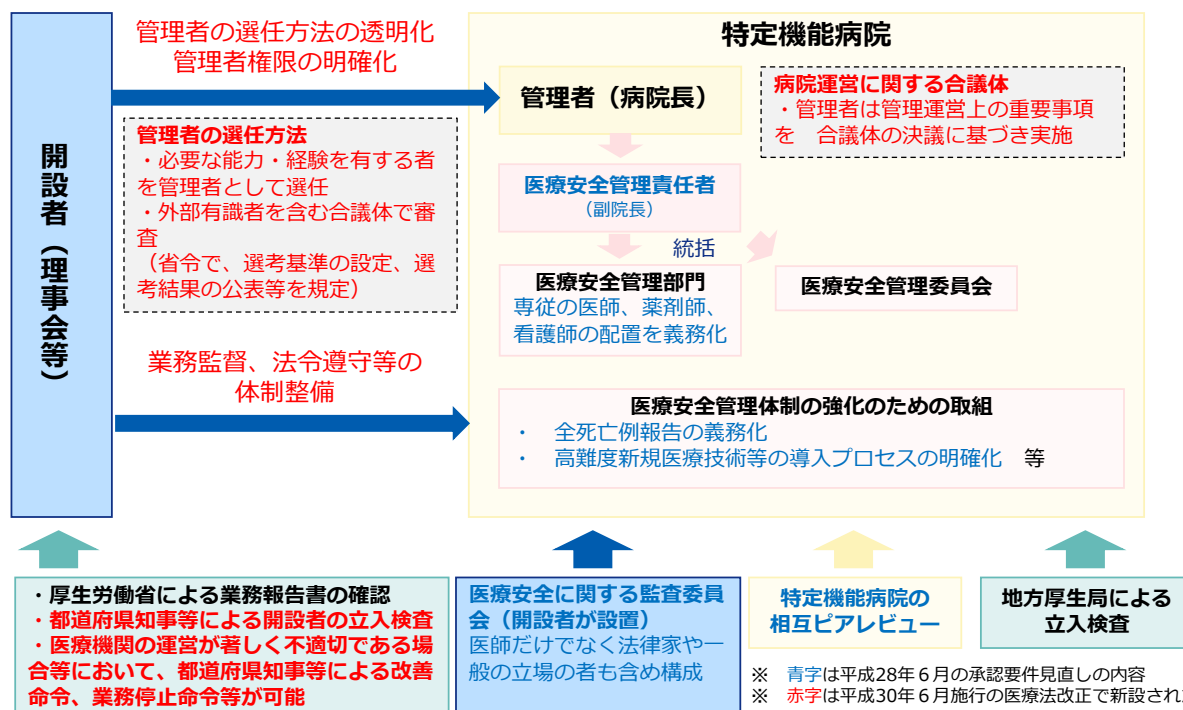 管理者の選任方法の透明化
管理者権限の明確化
特定機能病院
管理者（病院長）
病院運営に関する合議体
・管理者は管理運営上の重要事項
を　合議体の決議に基づき実施
開設者（理事会等）
管理者の選任方法
・必要な能力・経験を有する者
を管理者として選任
・外部有識者を含む合議体で審
査
（省令で、選考基準の設定、選
考結果の公表等を規定）
医療安全管理責任者
（副院長）
統括
医療安全管理部門
専従の医師、薬剤師、
看護師の配置を義務化
医療安全管理委員会
業務監督、法令遵守等の
体制整備
医療安全管理体制の強化のための取組
・　全死亡例報告の義務化
・　高難度新規医療技術等の導入プロセスの明確化　等
・厚生労働省による業務報告書の確認
・都道府県知事等による開設者の立入検査
・医療機関の運営が著しく不適切である場
合等において、都道府県知事等による改善
命令、業務停止命令等が可能
医療安全に関する監査委員
会（開設者が設置）
医師だけでなく法律家や一
般の立場の者も含め構成
特定機能病院の
相互ピアレビュー
地方厚生局による
立入検査
※　青字は平成28年６月の承認要件見直しの内容
※　赤字は平成30年６月施行の医療法改正で新設され